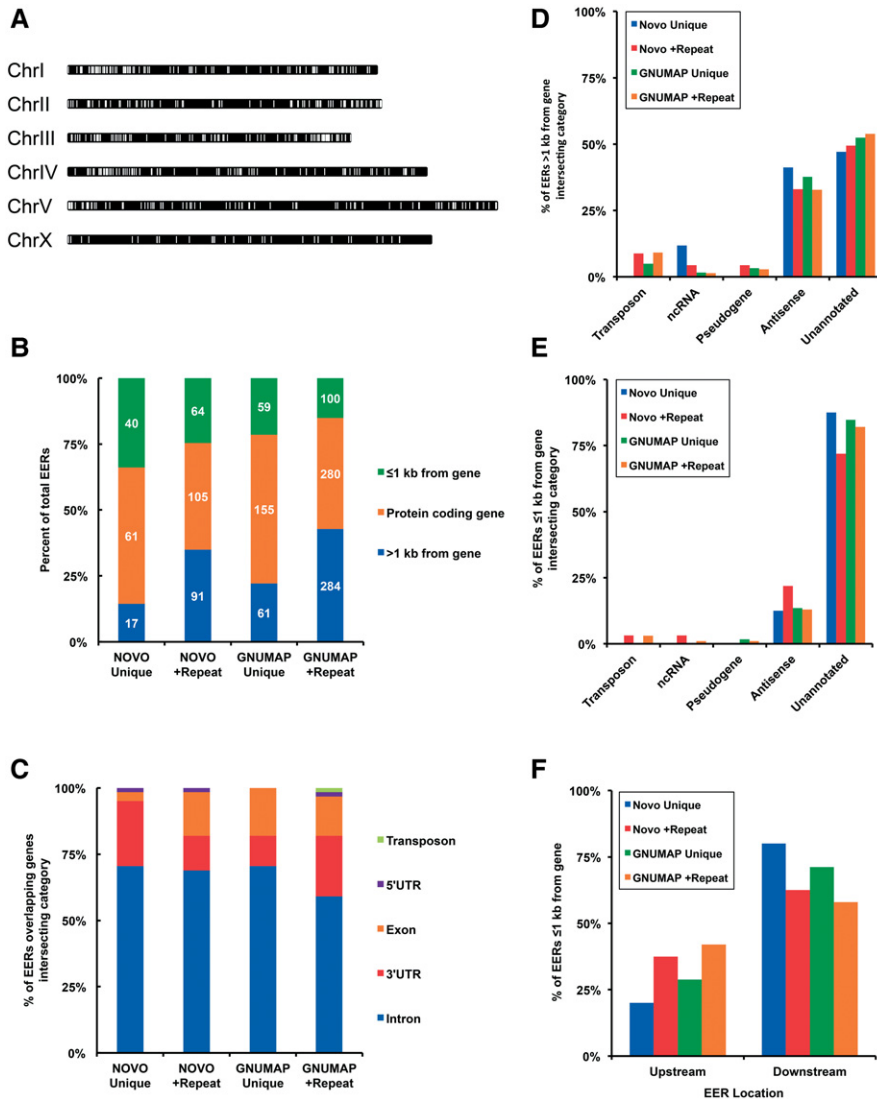 A
ChrI
ChrII
ChrIII
ChrIV
ChrV
ChrX
B
Percent of total EERs
100%
75%
50%
25%
0%
40
61
17
64
105
91
59
155
61
100
280
284
NOVO
Unique
NOVO
+Repeat
GNUMAP
Unique
GNUMAP
+Repeat
≤1 kb from gene
Protein coding gene
>1 kb from gene
C
% of EERs overlapping genes
intersecting category
100%
75%
50%
25%
0%
NOVO
Unique
NOVO
+Repeat
GNUMAP
Unique
GNUMAP
+Repeat
Transposon
5'UTR
Exon
3'UTR
Intron
D
% of EERs >1 kb from gene
intersecting category
100%
75%
50%
25%
0%
Novo Unique
Novo +Repeat
GNUMAP Unique
GNUMAP +Repeat
Transposon
ncRNA
Pseudogene
Antisense
Unannotated
E
% of EERs ≤1 kb from gene
intersecting category
100%
75%
50%
25%
0%
Novo Unique
Novo +Repeat
GNUMAP Unique
GNUMAP +Repeat
Transposon
ncRNA
Pseudogene
Antisense
Unannotated
F
% of EERs ≤1 kb from gene
100%
75%
50%
25%
0%
Novo Unique
Novo +Repeat
GNUMAP Unique
GNUMAP +Repeat
Upstream
Downstream
EER Location